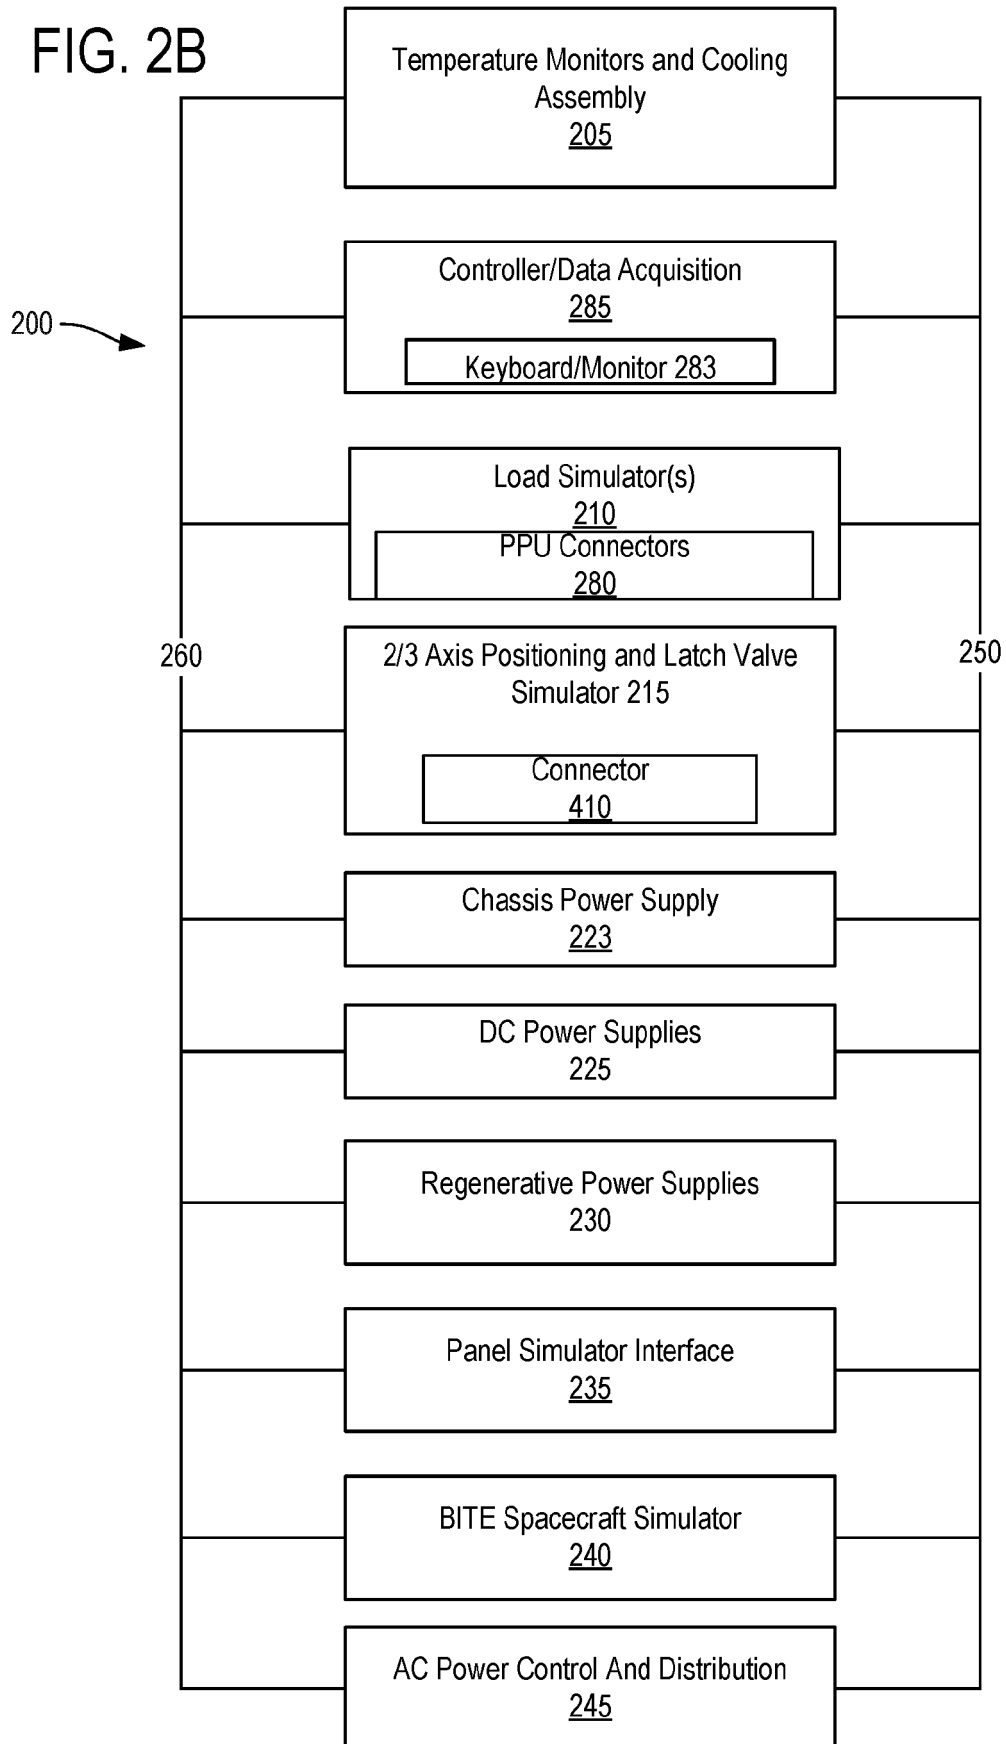 FIG. 2B
Temperature Monitors and Cooling
Assembly
205
Controller/Data Acquisition
285
Keyboard/Monitor 283
200
Load Simulator(s)
210
PPU Connectors
280
260
2/3 Axis Positioning and Latch Valve
Simulator 215
250
Connector
410
Chassis Power Supply
223
DC Power Supplies
225
Regenerative Power Supplies
230
Panel Simulator Interface
235
BITE Spacecraft Simulator
240
AC Power Control And Distribution
245